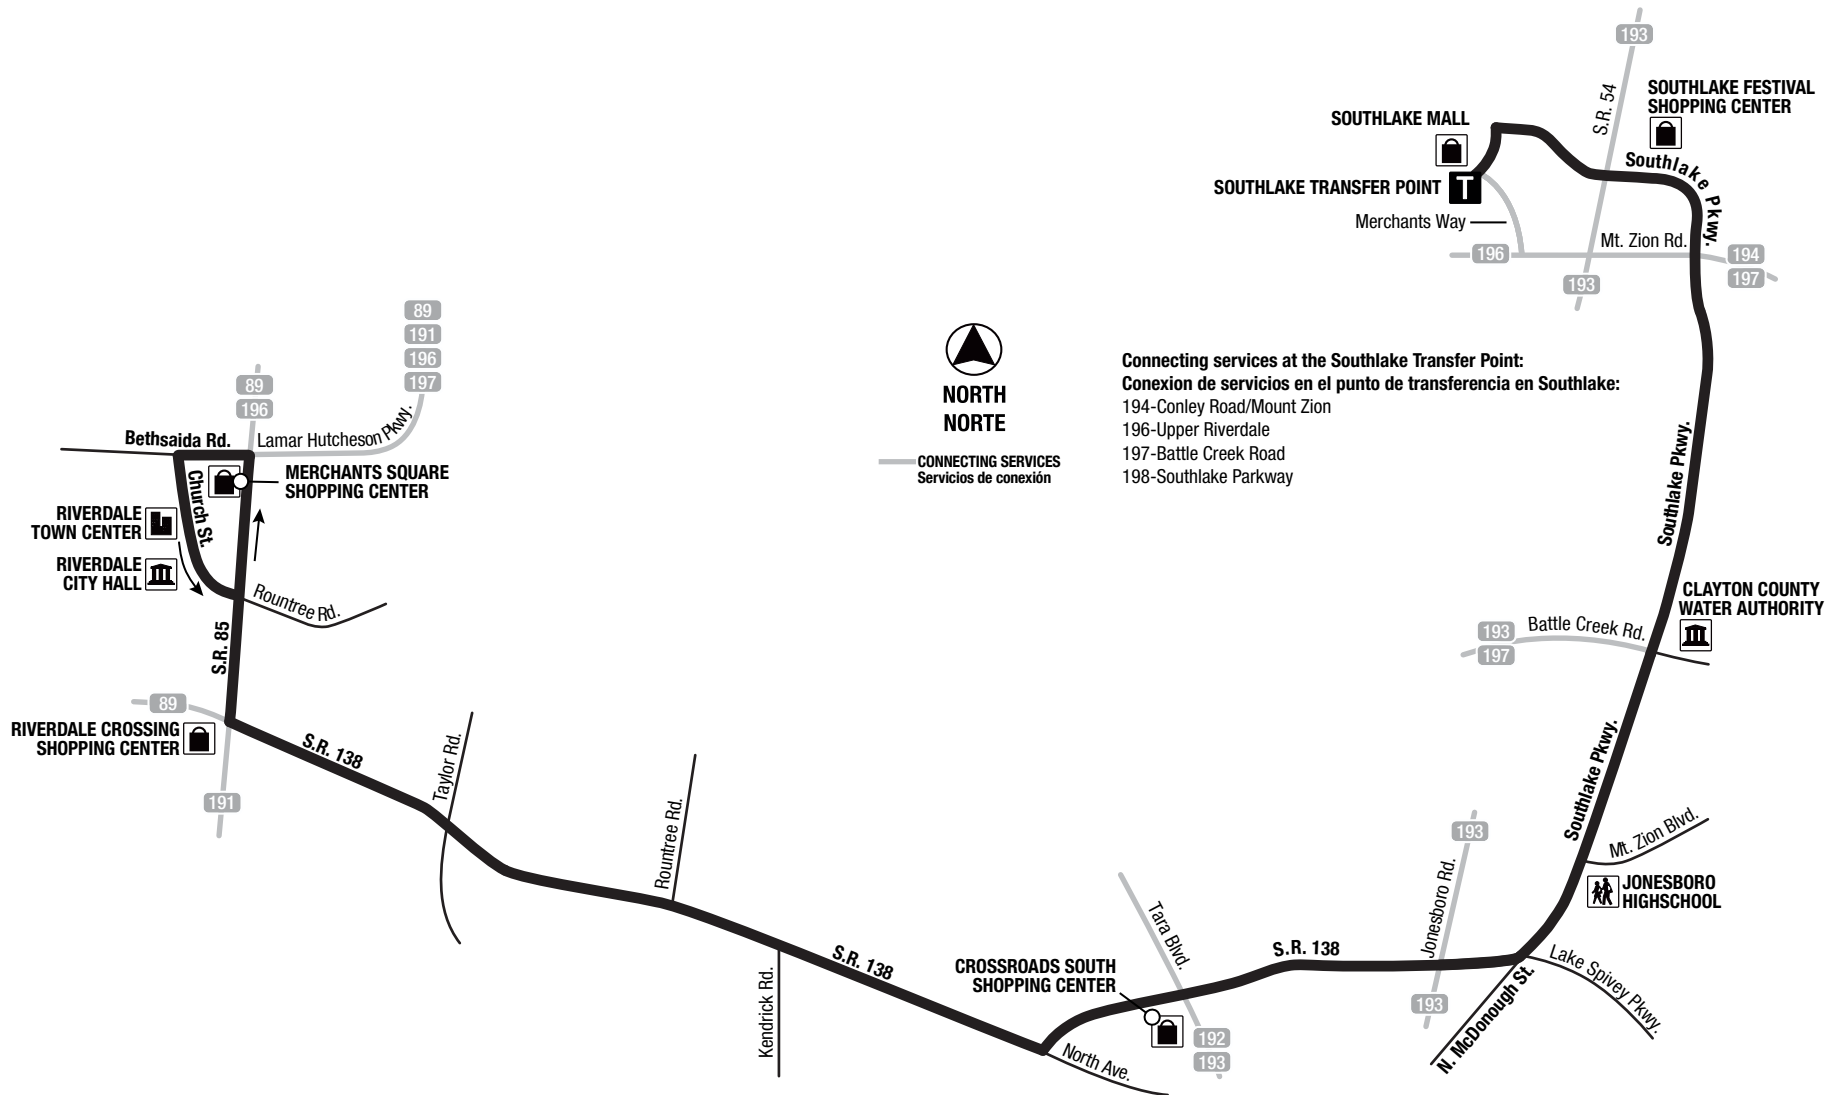 193
S.R. 54
SOUTHLAKE FESTIVAL
SHOPPING CENTER
SOUTHLAKE MALL
SOUTHLAKE TRANSFER POINT
T
Southlake Pkwy.
Merchants Way
Mt. Zion Rd.
196
194
197
193
89
191
196
197
89
196
Bethsaida Rd.
Lamar Hutcheson Pkwy.
NORTH
NORTE
CONNECTING SERVICES
Servicios de conexión
Connecting services at the Southlake Transfer Point:
Conexion de servicios en el punto de transferencia en Southlake:
194-Conley Road/Mount Zion
196-Upper Riverdale
197-Battle Creek Road
198-Southlake Parkway
MERCHANTS SQUARE
SHOPPING CENTER
Church St.
RIVERDALE
TOWN CENTER
RIVERDALE
CITY HALL
Rountree Rd.
S.R. 85
89
RIVERDALE CROSSING
SHOPPING CENTER
191
S.R. 138
Taylor Rd.
Rountree Rd.
Kendrick Rd.
S.R. 138
CROSSROADS SOUTH
SHOPPING CENTER
North Ave.
Tara Blvd.
192
193
S.R. 138
193
Jonesboro Rd.
193
N. McDonough St.
Lake Spivey Pkwy.
JONESBORO
HIGHSCHOOL
Mt. Zion Blvd.
Southlake Pkwy.
193
197
Battle Creek Rd.
CLAYTON COUNTY
WATER AUTHORITY
Southlake Pkwy.